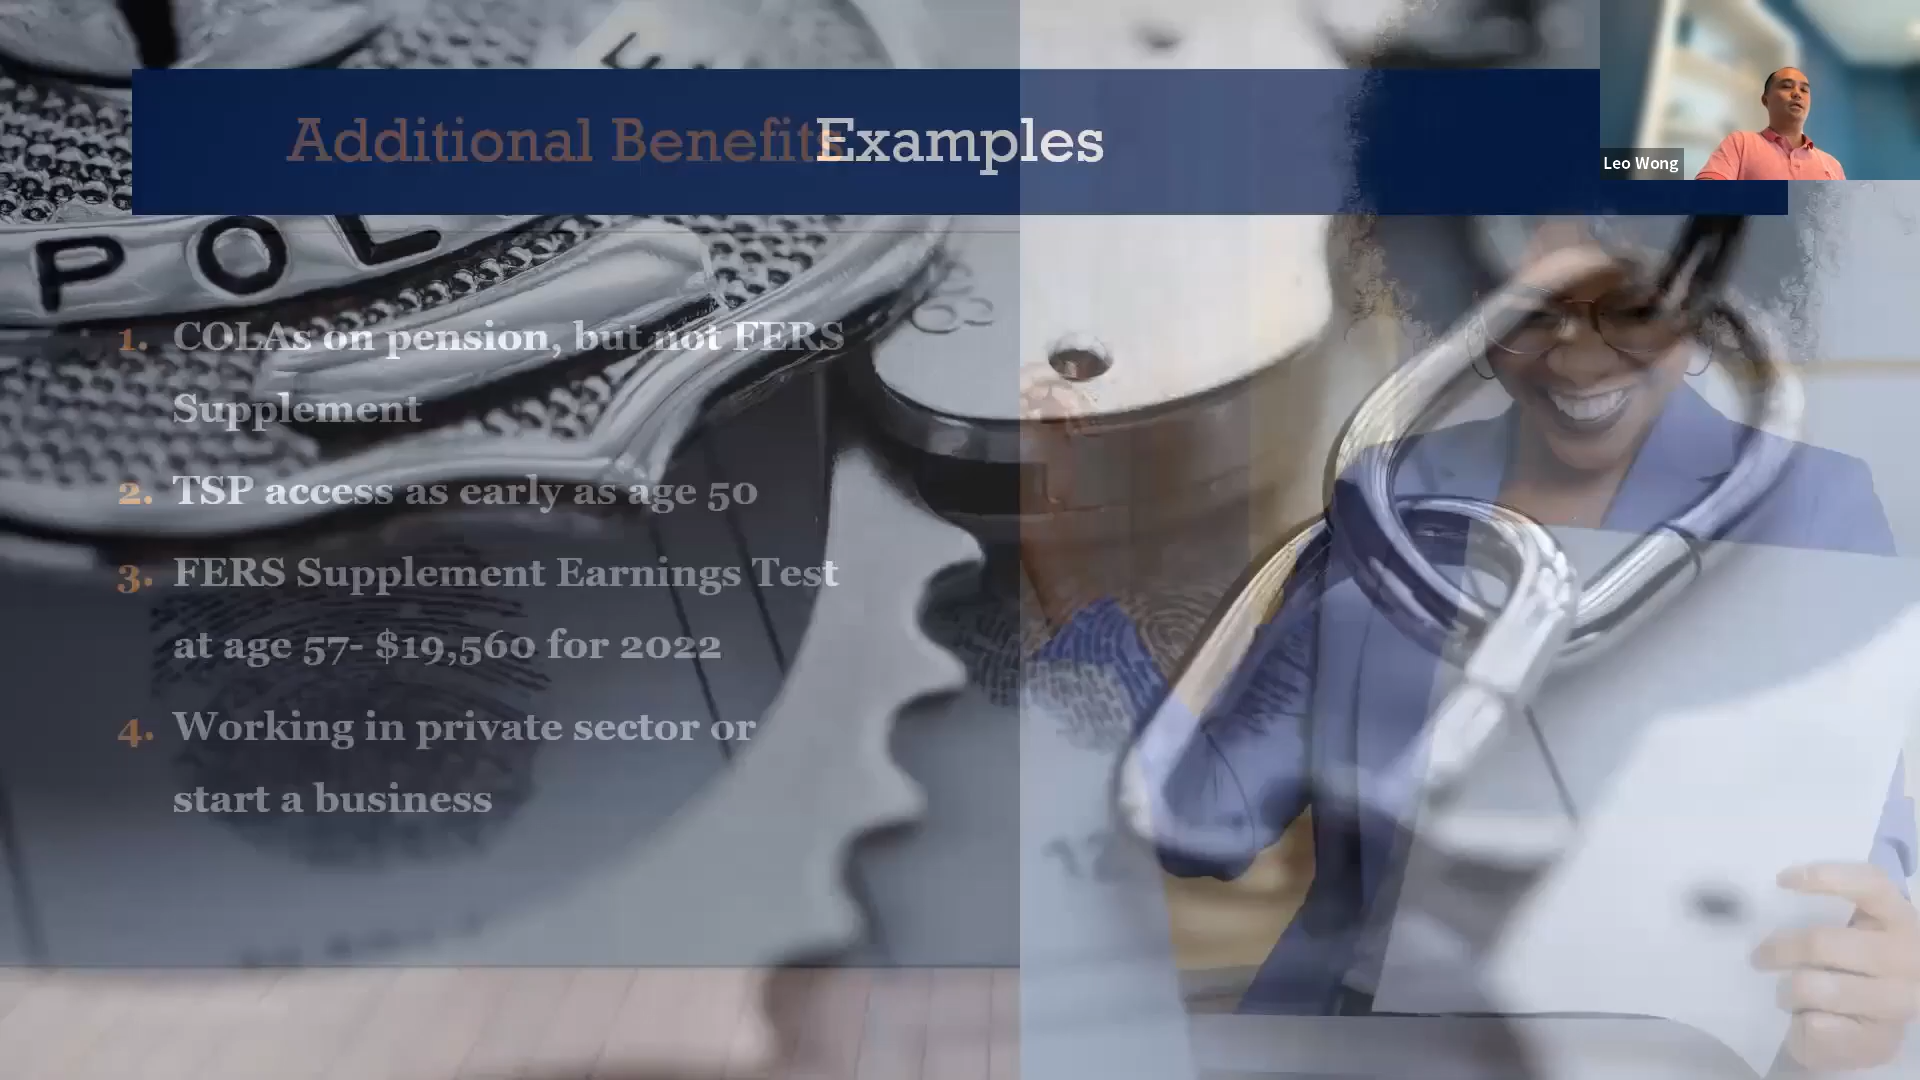 Additional Benefits
Examples
Leo Wong
POL
1. COLAs on pension, but not FERS
Supplement
2. TSP access as early as age 50
3. FERS Supplement Earnings Test
at age 57- $19,560 for 2022
4. Working in private sector or
start a business